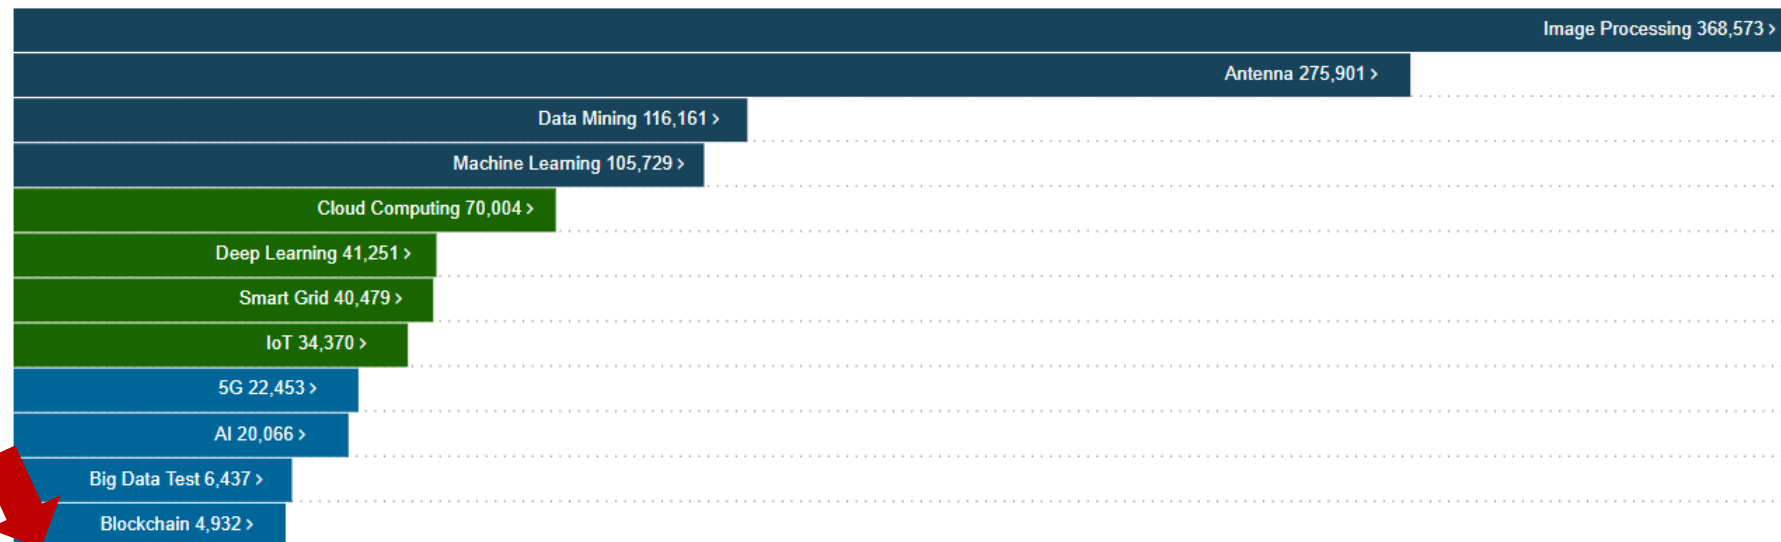 Image Processing 368,573 >
Antenna 275,901 >
Data Mining 116,161 >
Machine Learning 105,729 >
Cloud Computing 70,004 >
Deep Learning 41,251 >
Smart Grid 40,479 >
IoT 34,370 >
5G 22,453 >
AI 20,066 >
Big Data Test 6,437 >
Blockchain 4,932 >